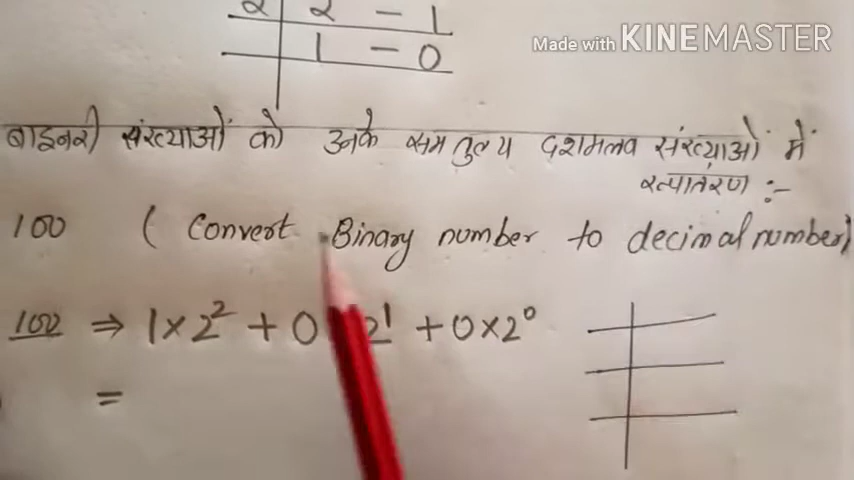 2 2 - 1
1 - 0
Made with KINEMASTER
बाइनरी संख्याओं को उनके समतुल्य दशमलव संख्याओं में
रूपांतरण :-
100 ( Convert Binary number to decimal number)
100 ⇒ 1×2² + 0 2¹ + 0×2⁰
=